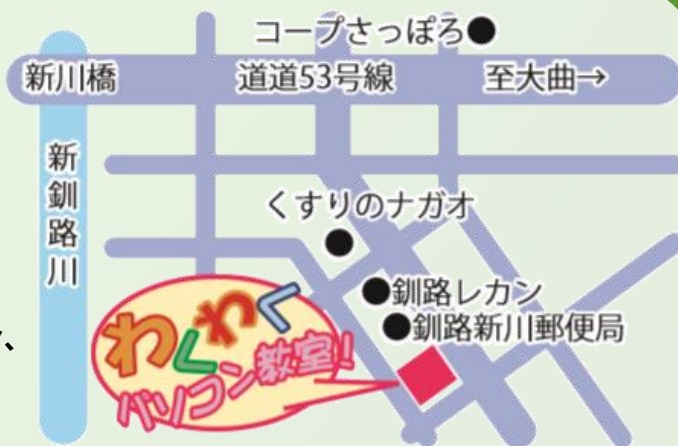 コープさっぽろ●
新川橋
道道53号線
至大曲→
新釧路川
くすりのナガオ
●
●釧路レカン
●釧路新川郵便局
わくわく
パソコン教室!
、